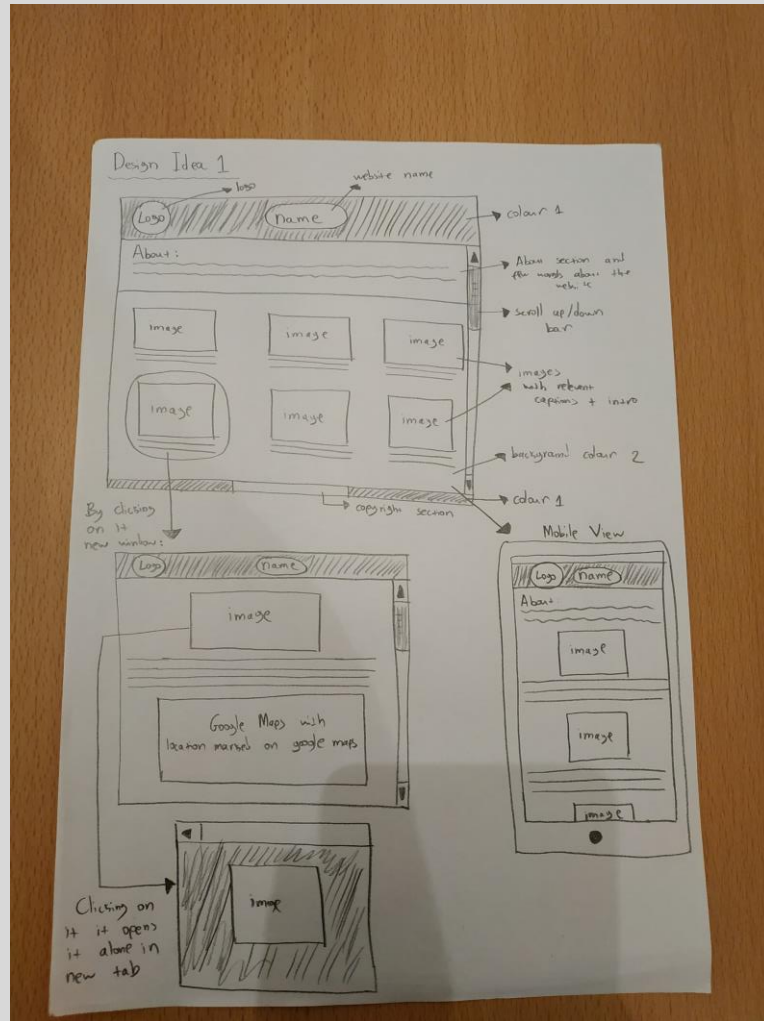 Design Idea 1
logo
website name
Logo
name
colour 1
About:
About section and
few words about the
website
scroll up/down
bar
image
image
image
images
with relevant
captions + intro
image
image
image
background colour 2
colour 1
copyright section
By clicking
on it
new window:
Logo
name
image
Google Maps with
location marked on google maps
Mobile View
Logo
name
About
image
image
image
Clicking on
it it opens
it alone in
new tab
image